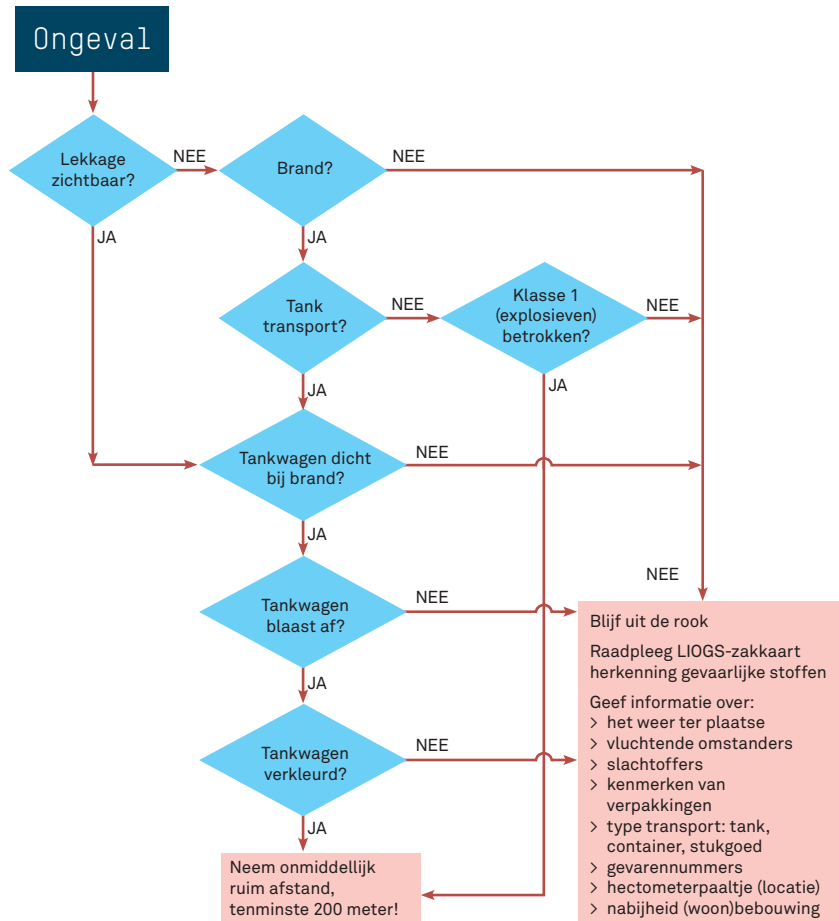 Ongeval
Lekkage
zichtbaar?
NEE
Brand?
NEE
JA
JA
Tank
transport?
NEE
Klasse 1
(explosieven)
betrokken?
NEE
JA
JA
Tankwagen dicht
bij brand?
NEE
JA
Tankwagen
blaast af?
NEE
NEE
JA
Tankwagen
verkleurd?
NEE
JA
Neem onmiddellijk
ruim afstand,
tenminste 200 meter!
Blijf uit de rook
Raadpleeg LIOGS-zakkaart
herkenning gevaarlijke stoffen
Geef informatie over:
> het weer ter plaatse
> vluchtende omstanders
> slachtoffers
> kenmerken van
verpakkingen
> type transport: tank,
container, stukgoed
> gevarennummers
> hectometerpaaltje (locatie)
> nabijheid (woon)bebouwing